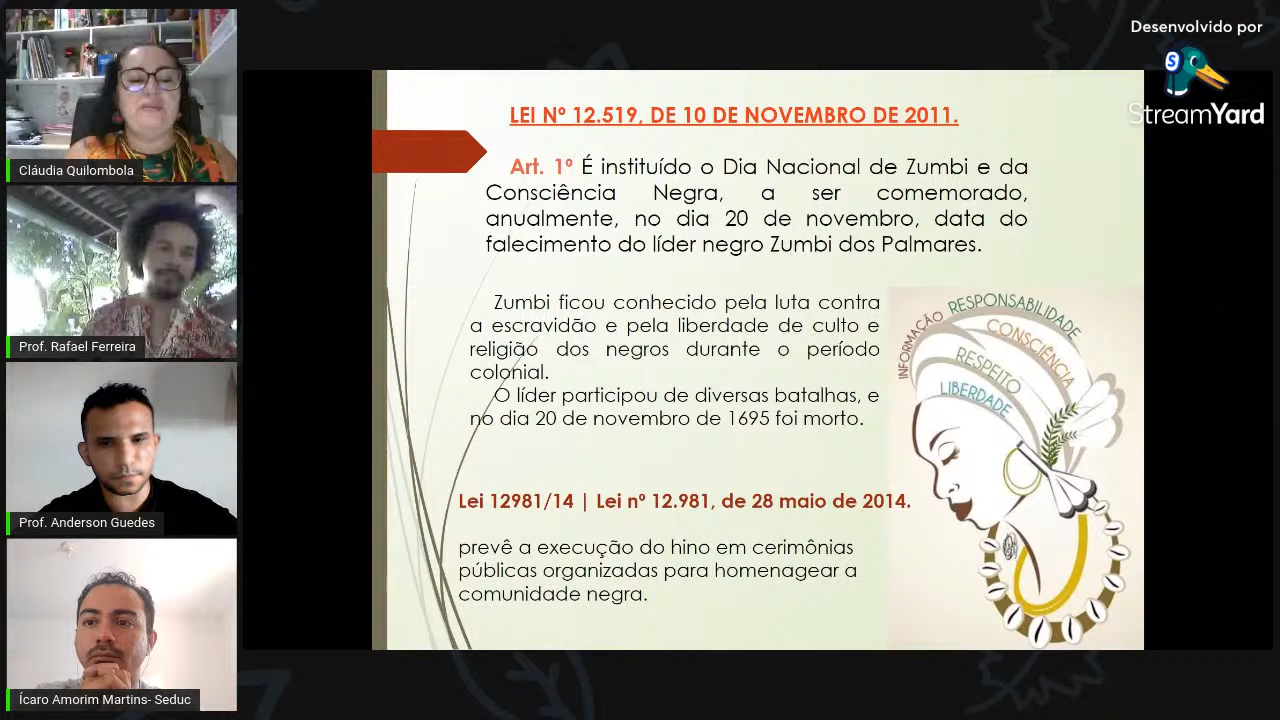 Cláudia Quilombola
Prof. Rafael Ferreira
Prof. Anderson Guedes
Ícaro Amorim Martins- Seduc
LEI Nº 12.519, DE 10 DE NOVEMBRO DE 2011.
Art. 1º É instituído o Dia Nacional de Zumbi e da
Consciência Negra, a ser comemorado,
anualmente, no dia 20 de novembro, data do
falecimento do líder negro Zumbi dos Palmares.
Zumbi ficou conhecido pela luta contra
a escravidão e pela liberdade de culto e
religião dos negros durante o período
colonial.
O líder participou de diversas batalhas, e
no dia 20 de novembro de 1695 foi morto.
Lei 12981/14 | Lei nº 12.981, de 28 maio de 2014.
prevê a execução do hino em cerimônias
públicas organizadas para homenagear a
comunidade negra.
INFORMAÇÃO
RESPONSABILIDADE
CONSCIÊNCIA
RESPEITO
LIBERDADE
Desenvolvido por
S
StreamYard